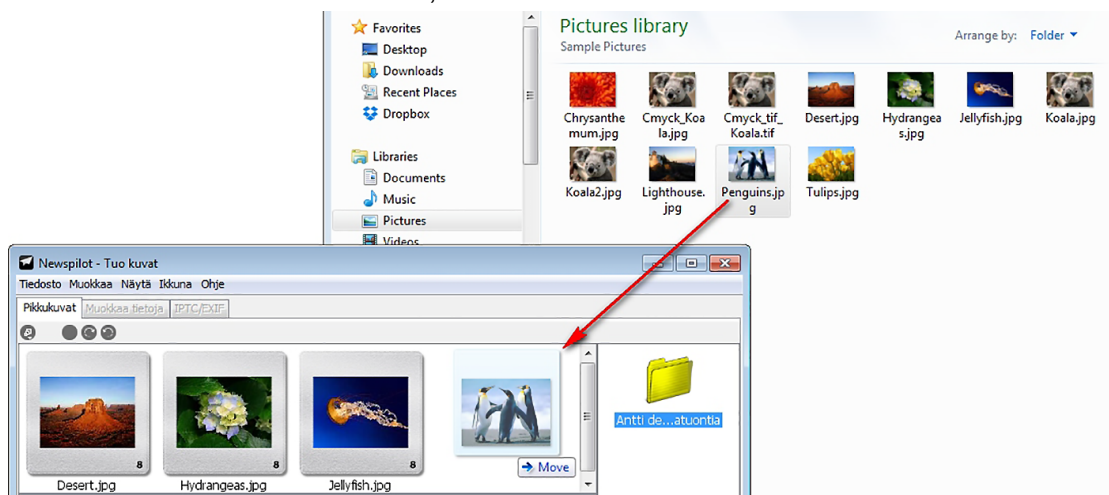 Favorites
Desktop
Downloads
Recent Places
Dropbox
Libraries
Documents
Music
Pictures
Videos
Pictures library
Sample Pictures
Arrange by: Folder
Chrysanthe
mum.jpg
Cmyck_Koa
la.jpg
Cmyck_tif_
Koala.tif
Desert.jpg
Hydrangea
s.jpg
Jellyfish.jpg
Koala.jpg
Koala2.jpg
Lighthouse.
jpg
Penguins.jp
g
Tulips.jpg
Newspilot - Tuo kuvat
Tiedosto Muokkaa Näytä Ikkuna Ohje
Pikkukuvat Muokkaa tietoja IPTC/EXIF
8
Desert.jpg
8
Hydrangeas.jpg
8
Jellyfish.jpg
Move
Antti de...atuontia